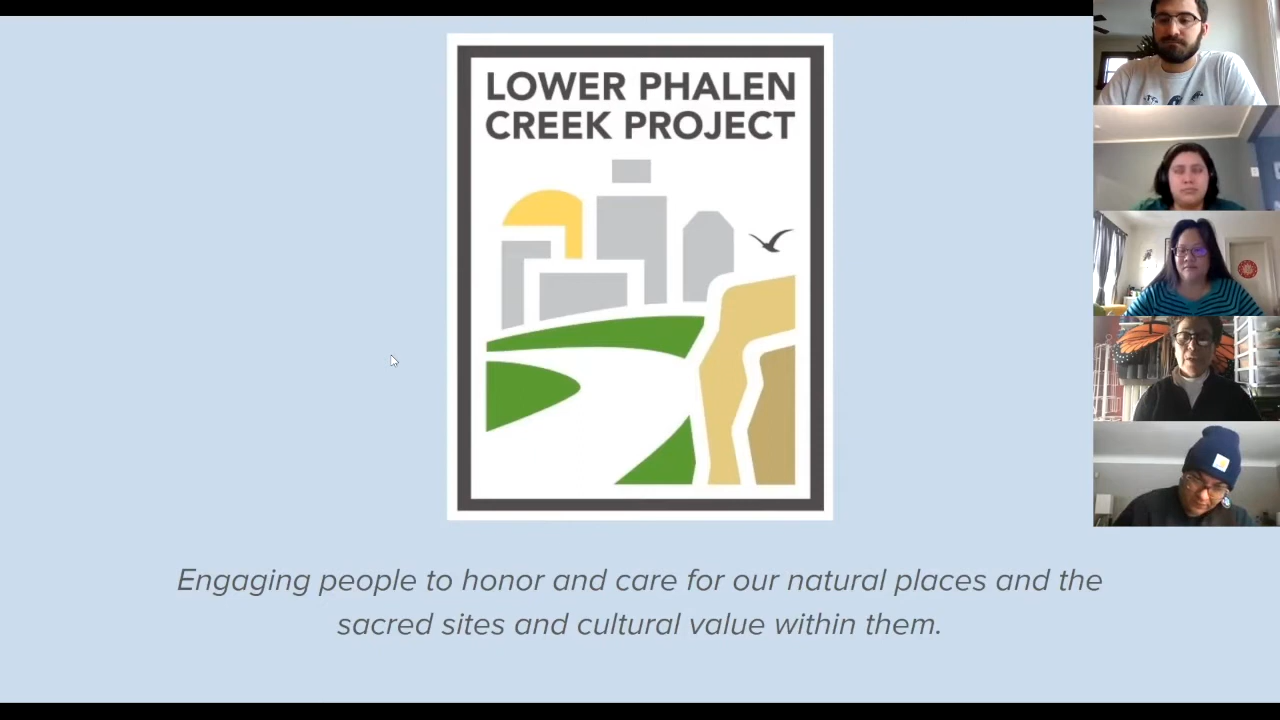 LOWER PHALEN
CREEK PROJECT
Engaging people to honor and care for our natural places and the
sacred sites and cultural value within them.